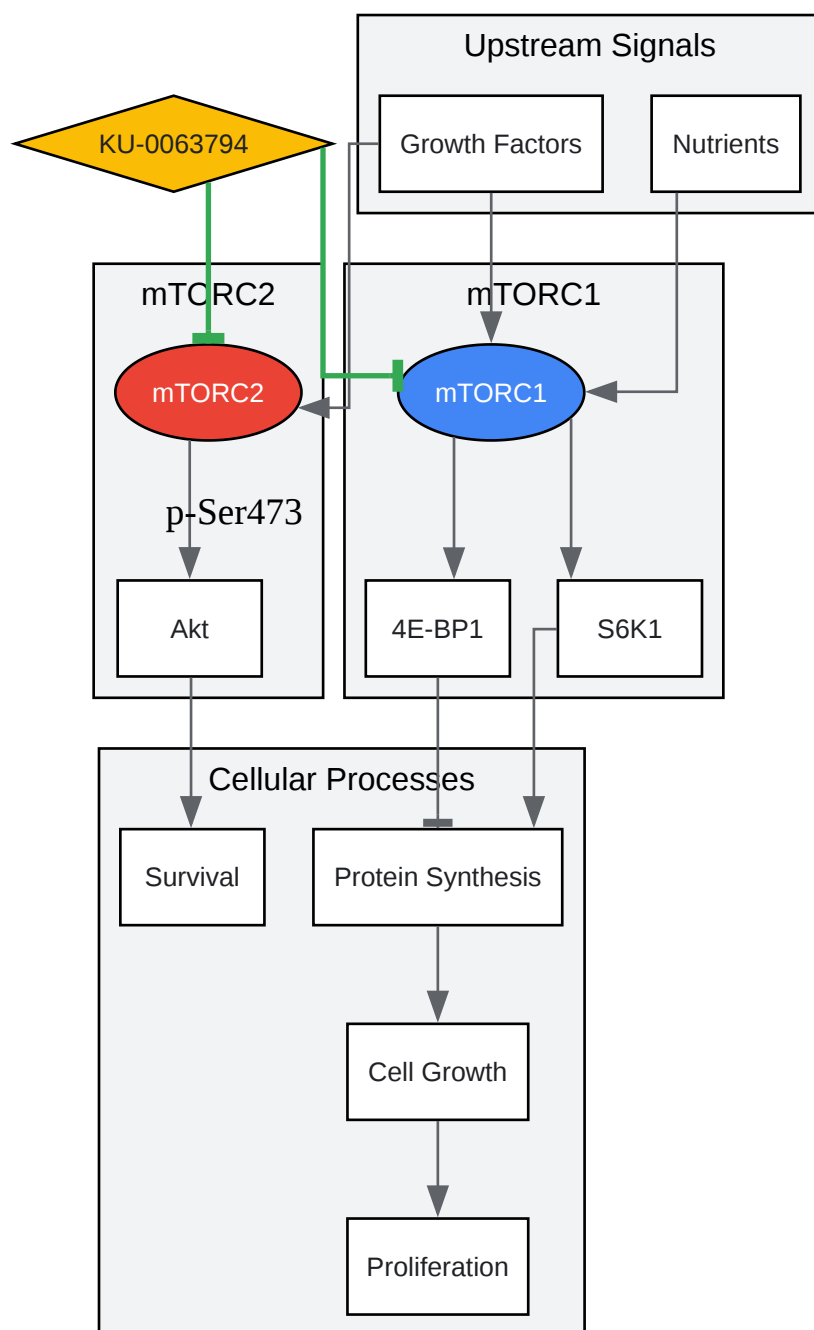 Upstream Signals
KU-0063794
Growth Factors
Nutrients
mTORC2
mTORC1
mTORC2
mTORC1
p-Ser473
Akt
4E-BP1
S6K1
Cellular Processes
Survival
Protein Synthesis
Cell Growth
Proliferation